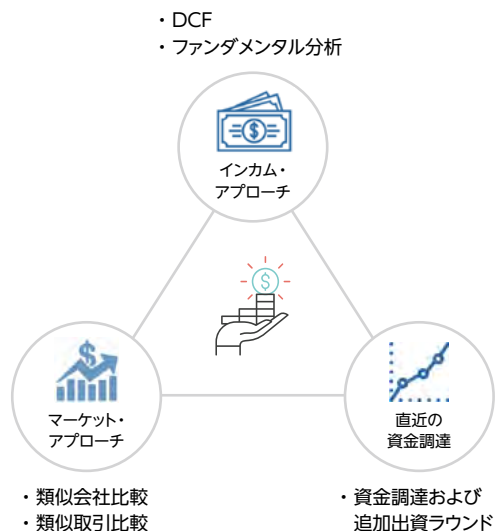 ・DCF
・ファンダメンタル分析
インカム・
アプローチ
マーケット・
アプローチ
直近の
資金調達
・類似会社比較
・類似取引比較
・資金調達および
追加出資ラウンド